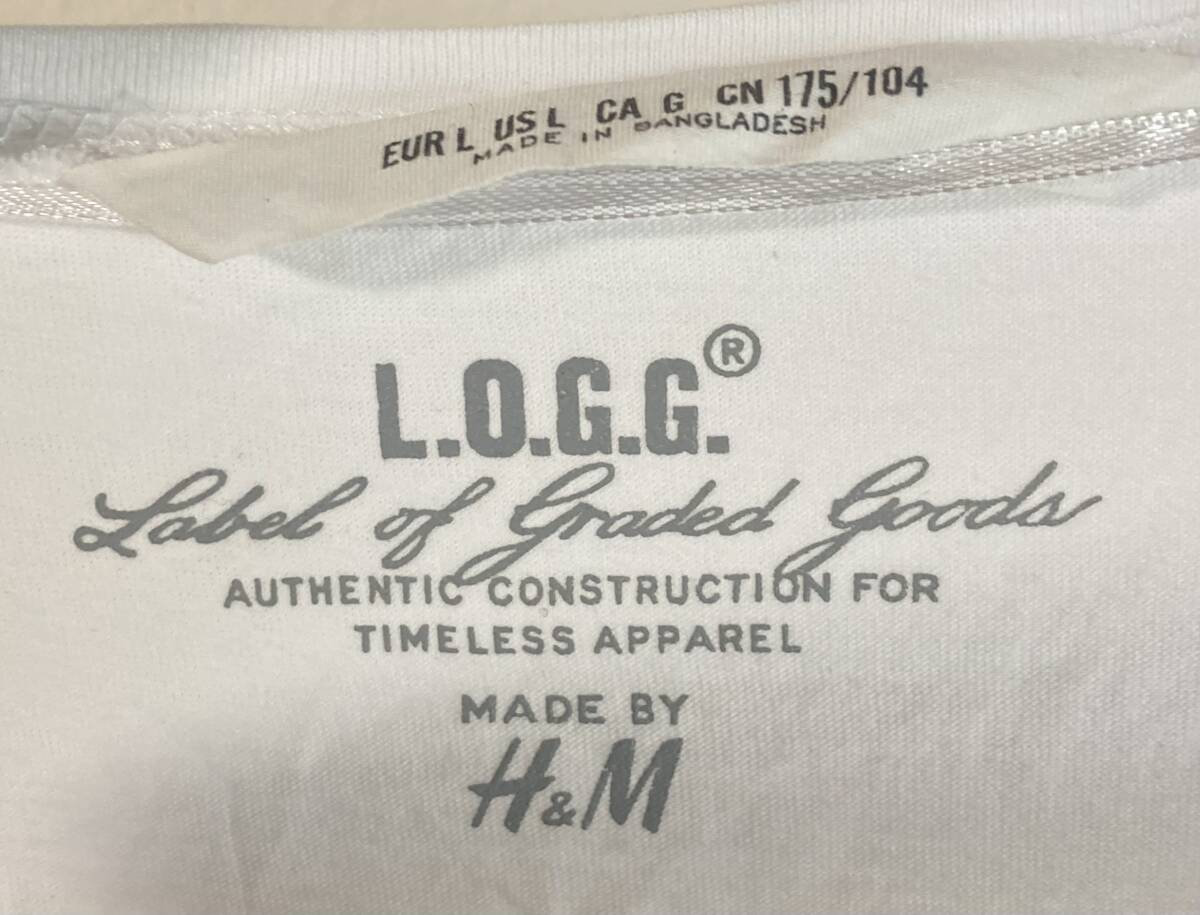 EUR L US L CA G CN 175/104
MADE IN BANGLADESH
L.O.G.G.®
Label of Graded Goods
AUTHENTIC CONSTRUCTION FOR
TIMELESS APPAREL
MADE BY
H&M